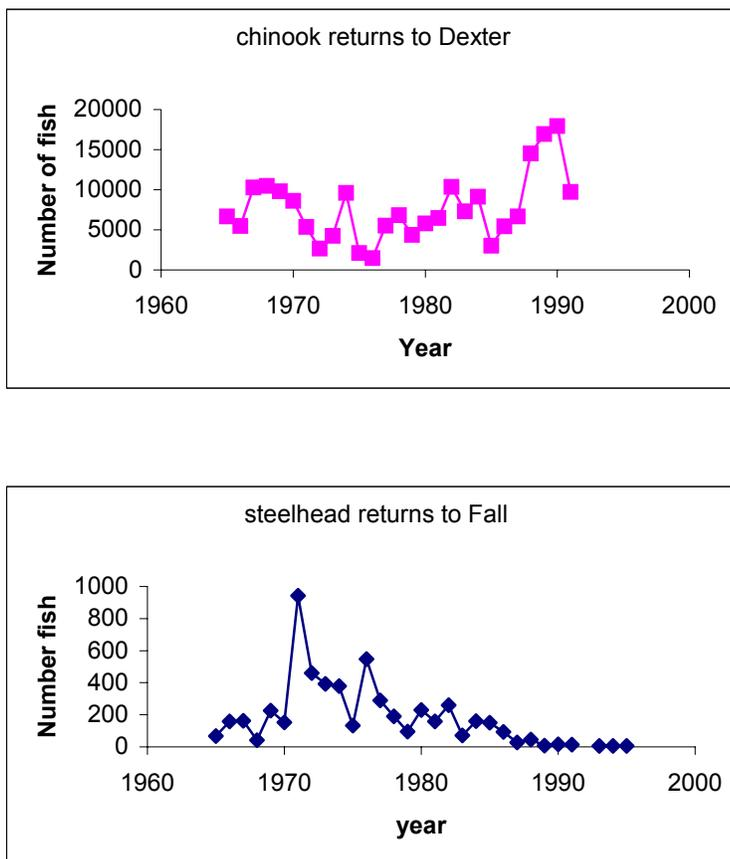 chinook returns to Dexter
Number of fish
20000
15000
10000
5000
0
1960 1970 1980 1990 2000
Year
steelhead returns to Fall
Number fish
1000
800
600
400
200
0
1960 1970 1980 1990 2000
year